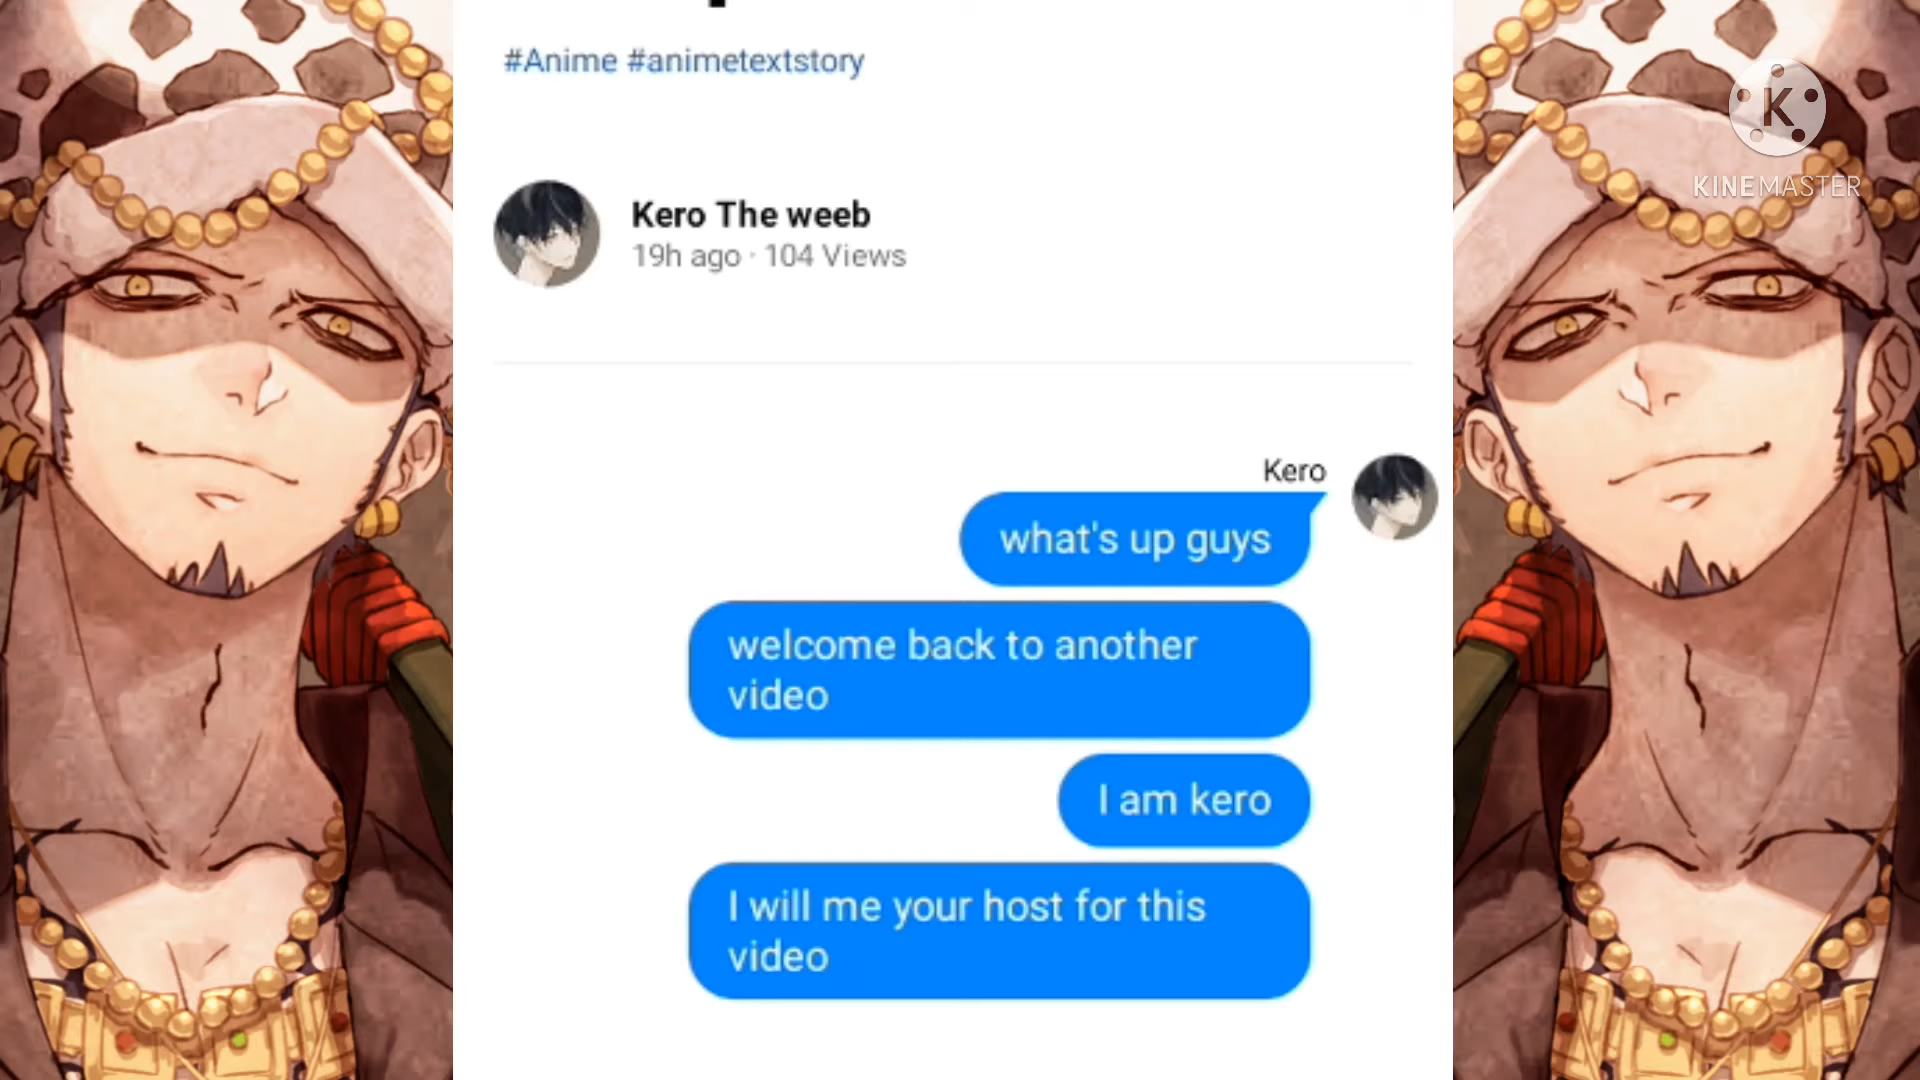 #Anime #animetextstory
K
KINEMASTER
Kero The weeb
19h ago · 104 Views
Kero
what's up guys
welcome back to another
video
I am kero
I will me your host for this
video